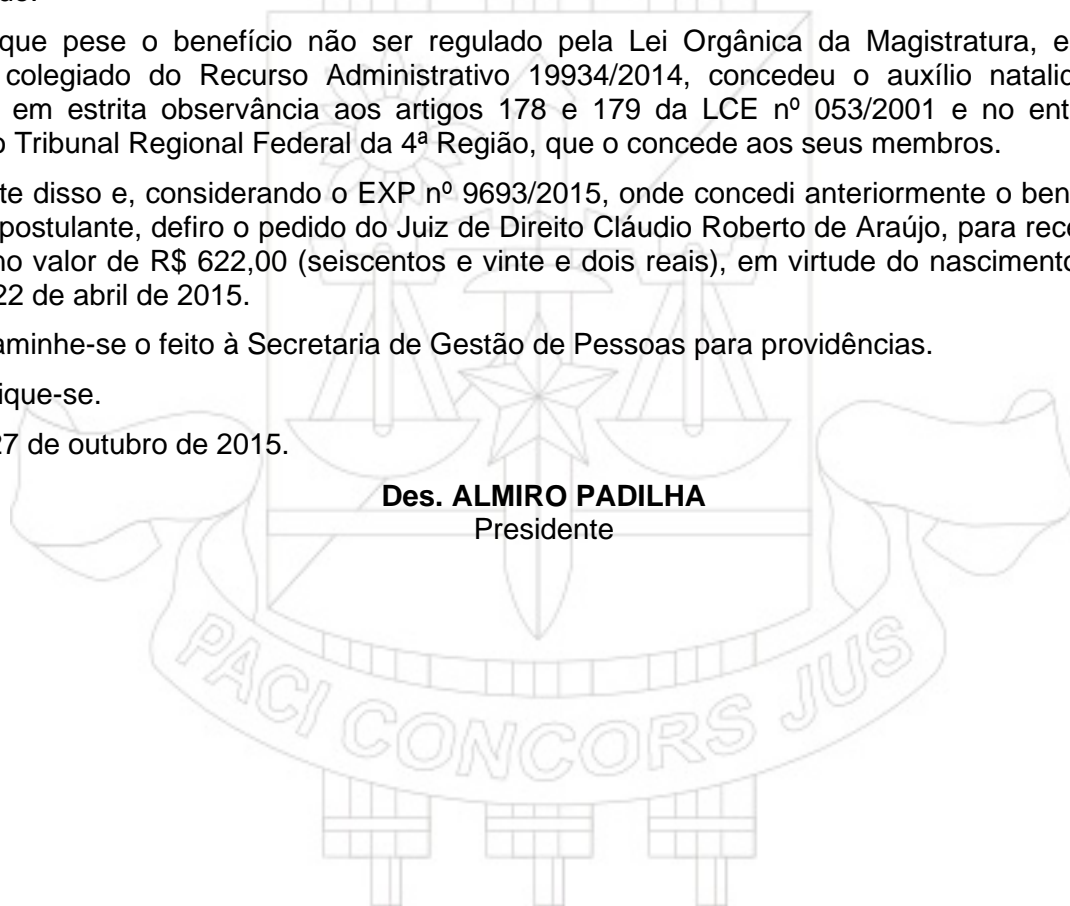 que pese o benefício não ser regulado pela Lei Orgânica da Magistratura, e
colegiado do Recurso Administrativo 19934/2014, concedeu o auxílio natalid
em estrita observância aos artigos 178 e 179 da LCE nº 053/2001 e no ent
o Tribunal Regional Federal da 4ª Região, que o concede aos seus membros.
te disso e, considerando o EXP nº 9693/2015, onde concedi anteriormente o ben
postulante, defiro o pedido do Juiz de Direito Cláudio Roberto de Araújo, para rece
no valor de R$ 622,00 (seiscentos e vinte e dois reais), em virtude do nascimento
22 de abril de 2015.
aminhe-se o feito à Secretaria de Gestão de Pessoas para providências.
ique-se.
27 de outubro de 2015.
Des. ALMIRO PADILHA
Presidente
PACI CONCORS JUS